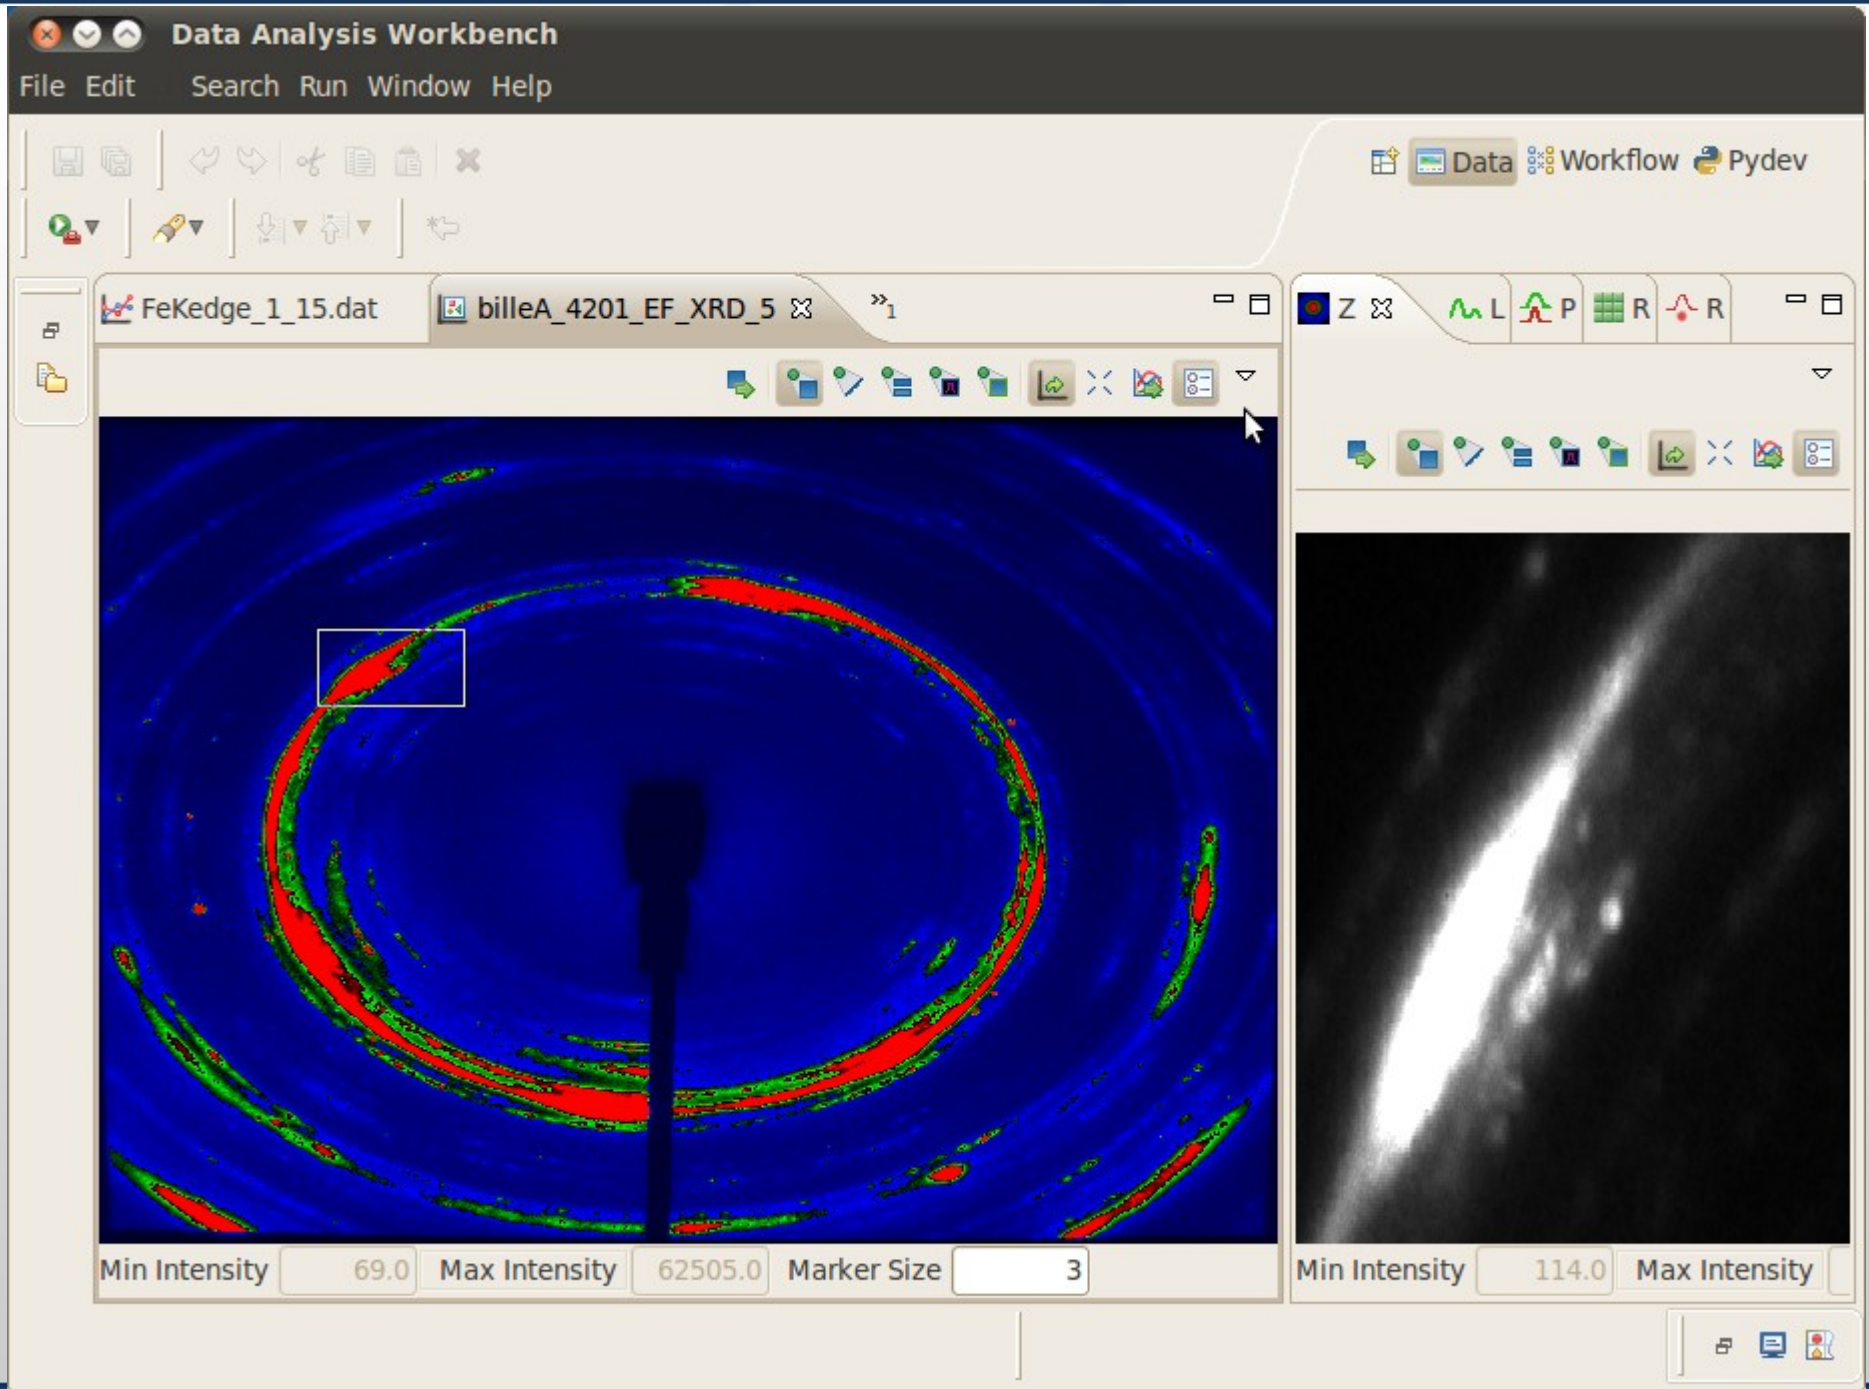 Data Analysis Workbench
File Edit Search Run Window Help
Data Workflow Pydev
FeKedge_1_15.dat billeA_4201_EF_XRD_5 »1 Z L P R R
Min Intensity 69.0 Max Intensity 62505.0 Marker Size 3 Min Intensity 114.0 Max Intensity